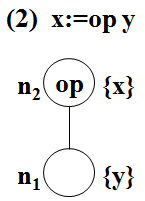 (2) x:=op y
n₂ op {x}
n₁ {y}